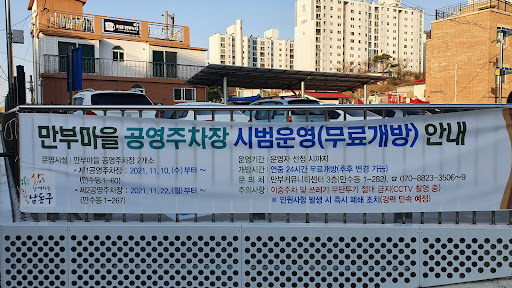 만부마을 공영주차장 시범운영(무료개방) 안내
운영시설 : 만부마을 공영주차장 2개소
- 제1공영주차장 : 2021.11.10.(수)부터 ~
(만수동 1-60)
- 제2공영주차장 : 2021.11.22.(월)부터 ~
(만수동 1-267)
운영기간 : 운영자 선정 시까지
개방시간 : 연중 24시간 무료개방(추후 변경 가능)
문 의 처 : 만부커뮤니티센터 3층(만수동 1-282), ☎ 070-8823-3506~9
주의사항 : 이중주차 및 쓰레기 무단투기 절대 금지(CCTV 촬영 중)
※ 민원사항 발생 시 즉시 폐쇄 조치(강력 단속 예정)
남동구